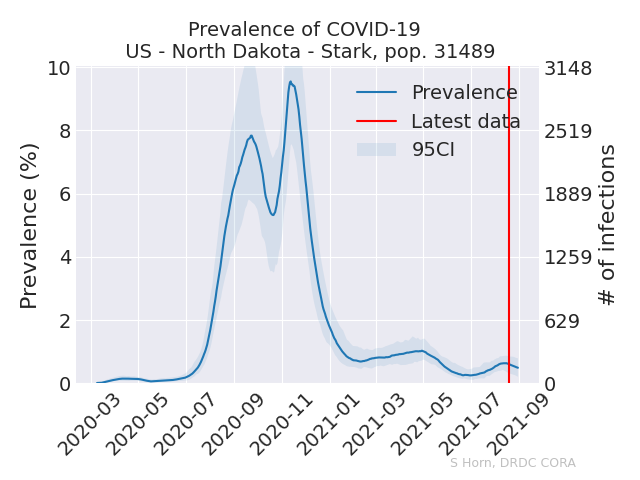 Prevalence of COVID-19
US - North Dakota - Stark, pop. 31489
Prevalence (%)
10
8
6
4
2
0
Prevalence
Latest data
95CI
3148
2519
1889
1259
629
0
# of infections
2020-03
2020-05
2020-07
2020-09
2020-11
2021-01
2021-03
2021-05
2021-07
2021-09
S Horn, DRDC CORA